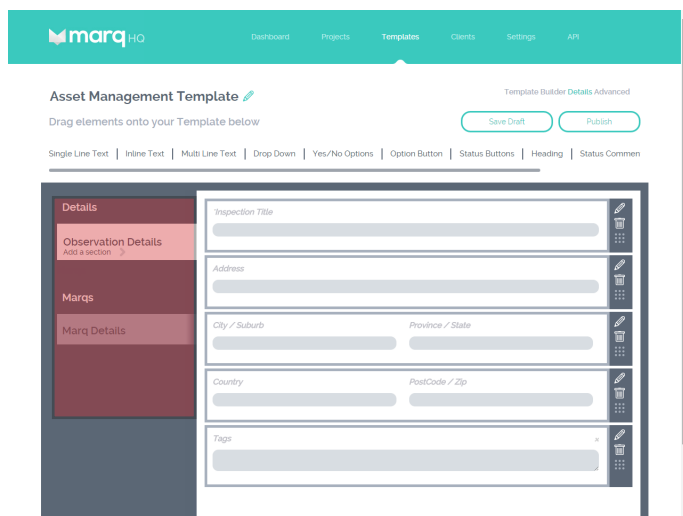 marq HQ
Dashboard Projects Templates Clients Settings API
Asset Management Template
Template Builder Details Advanced
Drag elements onto your Template below
Save Draft Publish
Single Line Text | Inline Text | Multi Line Text | Drop Down | Yes/No Options | Option Button | Status Buttons | Heading | Status Commen
Details
Observation Details
Add a section >
Marqs
Marq Details
*Inspection Title
Address
City / Suburb Province / State
Country PostCode / Zip
Tags x